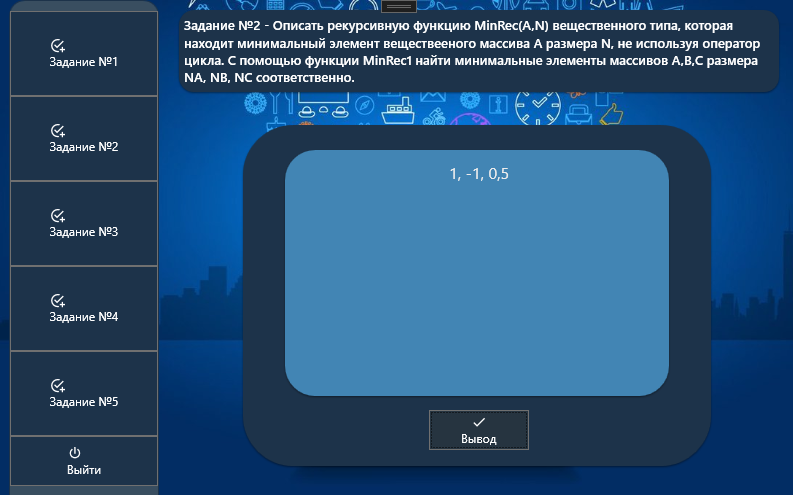 Задание №2 - Описать рекурсивную функцию MinRec(A,N) вещественного типа, которая
находит минимальный элемент веществееного массива A размера N, не используя оператор
цикла. С помощью функции MinRec1 найти минимальные элементы массивов A,B,C размера
NA, NB, NC соответственно.
Задание №1
Задание №2
Задание №3
Задание №4
Задание №5
Выйти
1, -1, 0,5
Вывод